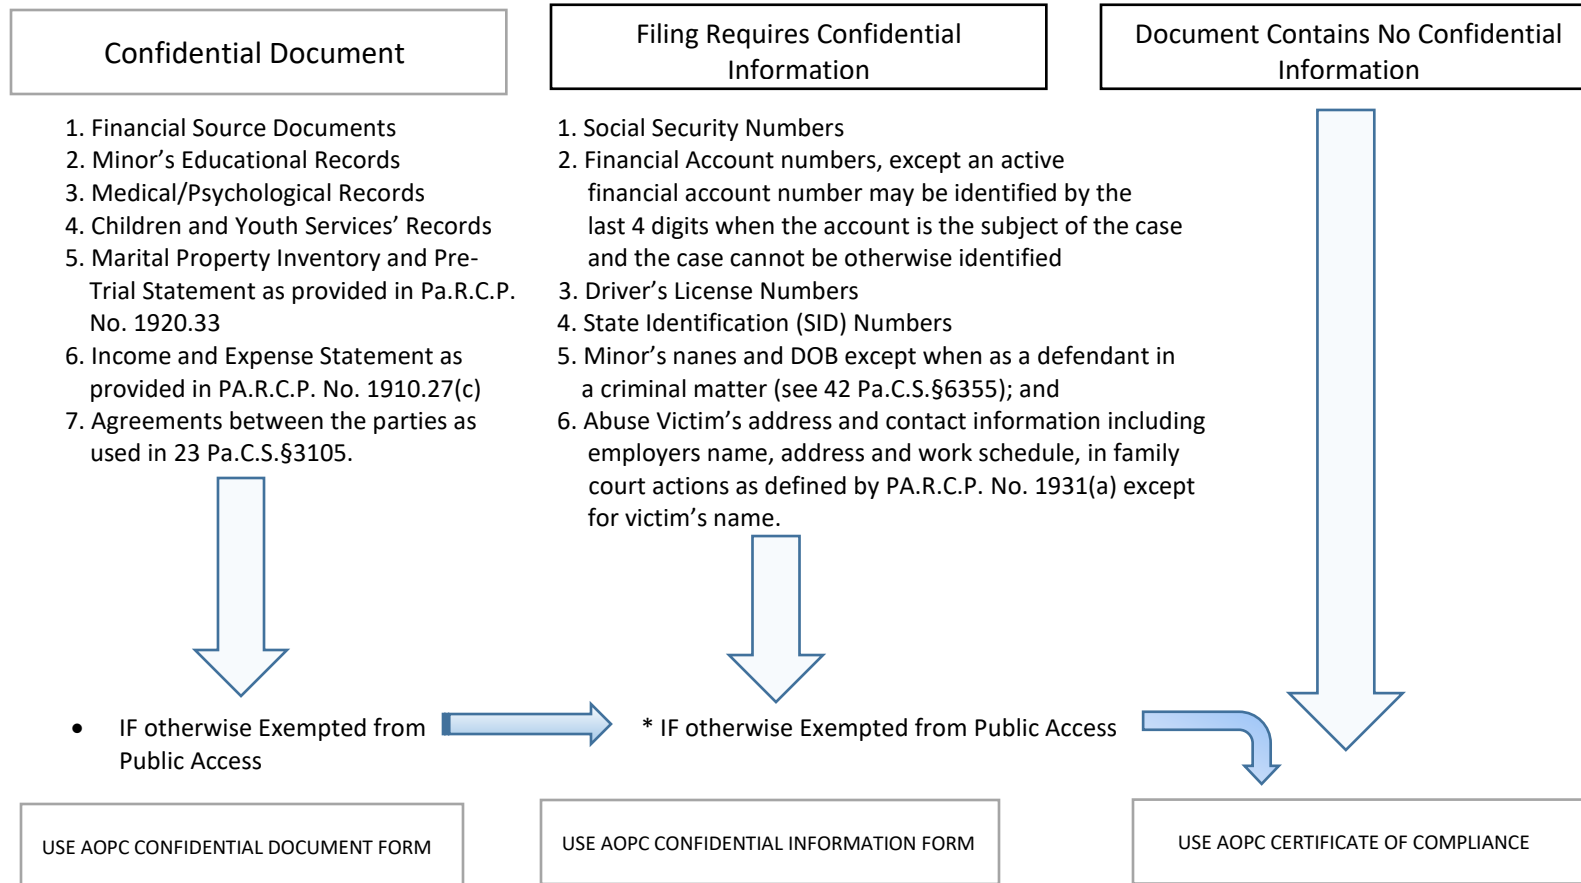 Confidential Document
1. Financial Source Documents
2. Minor’s Educational Records
3. Medical/Psychological Records
4. Children and Youth Services’ Records
5. Marital Property Inventory and Pre-
Trial Statement as provided in Pa.R.C.P.
No. 1920.33
6. Income and Expense Statement as
provided in PA.R.C.P. No. 1910.27(c)
7. Agreements between the parties as
used in 23 Pa.C.S.§3105.
• IF otherwise Exempted from
Public Access
USE AOPC CONFIDENTIAL DOCUMENT FORM
Filing Requires Confidential
Information
1. Social Security Numbers
2. Financial Account numbers, except an active
financial account number may be identified by the
last 4 digits when the account is the subject of the case
and the case cannot be otherwise identified
3. Driver’s License Numbers
4. State Identification (SID) Numbers
5. Minor’s nanes and DOB except when as a defendant in
a criminal matter (see 42 Pa.C.S.§6355); and
6. Abuse Victim’s address and contact information including
employers name, address and work schedule, in family
court actions as defined by PA.R.C.P. No. 1931(a) except
for victim’s name.
* IF otherwise Exempted from Public Access
USE AOPC CONFIDENTIAL INFORMATION FORM
Document Contains No Confidential
Information
USE AOPC CERTIFICATE OF COMPLIANCE